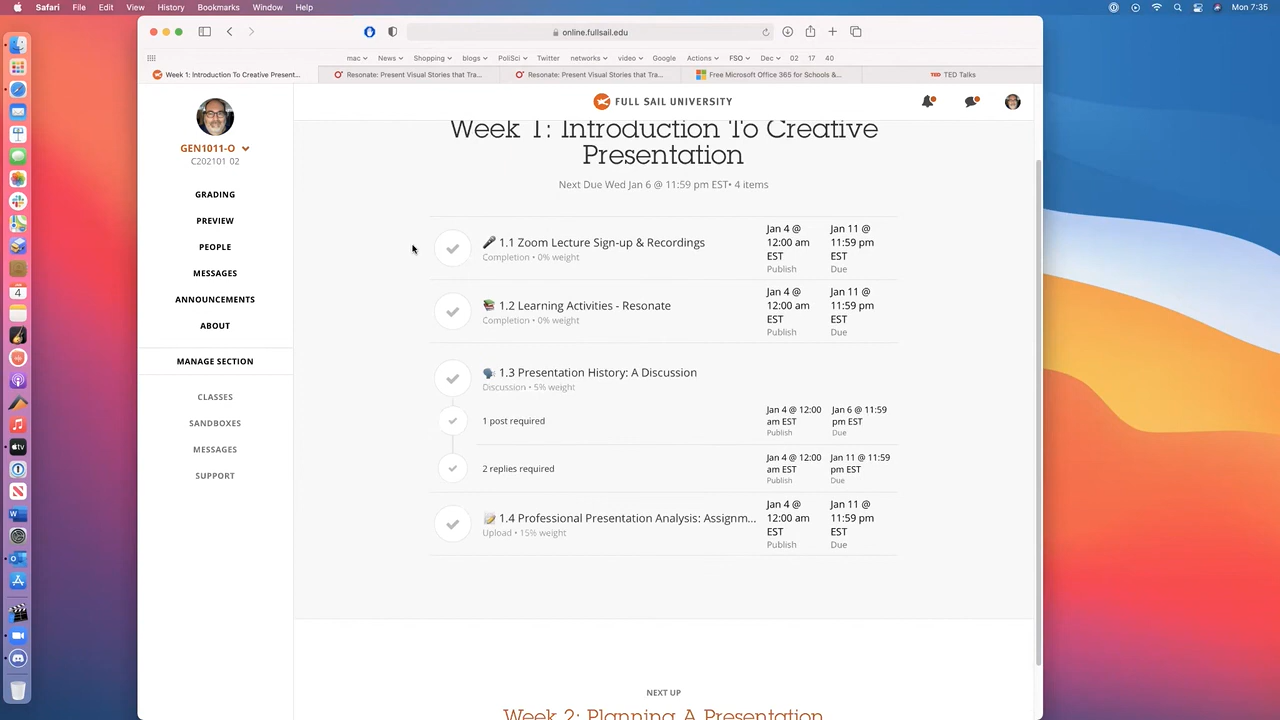 Safari File Edit View History Bookmarks Window Help Mon 7:35
online.fullsail.edu
mac News Shopping blogs PoliSci Twitter networks video Google Actions FSO Dec 02 17 40
Week 1: Introduction To Creative Present... Resonate: Present Visual Stories that Tra... Resonate: Present Visual Stories that Tra... Free Microsoft Office 365 for Schools &... TED TED Talks
FULL SAIL UNIVERSITY
GEN1011-O
C202101 02
GRADING
PREVIEW
PEOPLE
MESSAGES
ANNOUNCEMENTS
ABOUT
MANAGE SECTION
CLASSES
SANDBOXES
MESSAGES
SUPPORT
Week 1: Introduction To Creative
Presentation
Next Due Wed Jan 6 @ 11:59 pm EST• 4 items
1.1 Zoom Lecture Sign-up & Recordings
Completion • 0% weight
Jan 4 @
12:00 am
EST
Publish
Jan 11 @
11:59 pm
EST
Due
1.2 Learning Activities - Resonate
Completion • 0% weight
Jan 4 @
12:00 am
EST
Publish
Jan 11 @
11:59 pm
EST
Due
1.3 Presentation History: A Discussion
Discussion • 5% weight
1 post required
Jan 4 @ 12:00
am EST
Publish
Jan 6 @ 11:59
pm EST
Due
2 replies required
Jan 4 @ 12:00
am EST
Publish
Jan 11 @ 11:59
pm EST
Due
1.4 Professional Presentation Analysis: Assignm...
Upload • 15% weight
Jan 4 @
12:00 am
EST
Publish
Jan 11 @
11:59 pm
EST
Due
NEXT UP
Week 2: Planning A Presentation
4
tv